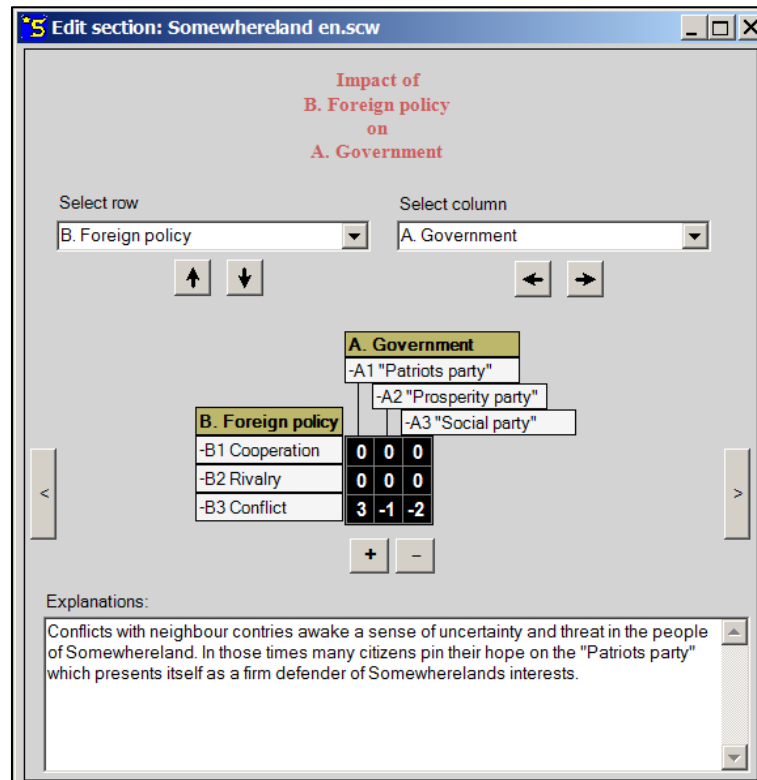 Edit section: Somewhereland en.scw
Impact of
B. Foreign policy
on
A. Government
Select row
Select column
B. Foreign policy
A. Government
A. Government
-A1 "Patriots party"
-A2 "Prosperity party"
B. Foreign policy
-A3 "Social party"
-B1 Cooperation 0 0 0
-B2 Rivalry 0 0 0
-B3 Conflict 3 -1 -2
< >
+ –
Explanations:
Conflicts with neighbour contries awake a sense of uncertainty and threat in the people
of Somewhereland. In those times many citizens pin their hope on the "Patriots party"
which presents itself as a firm defender of Somewherelands interests.